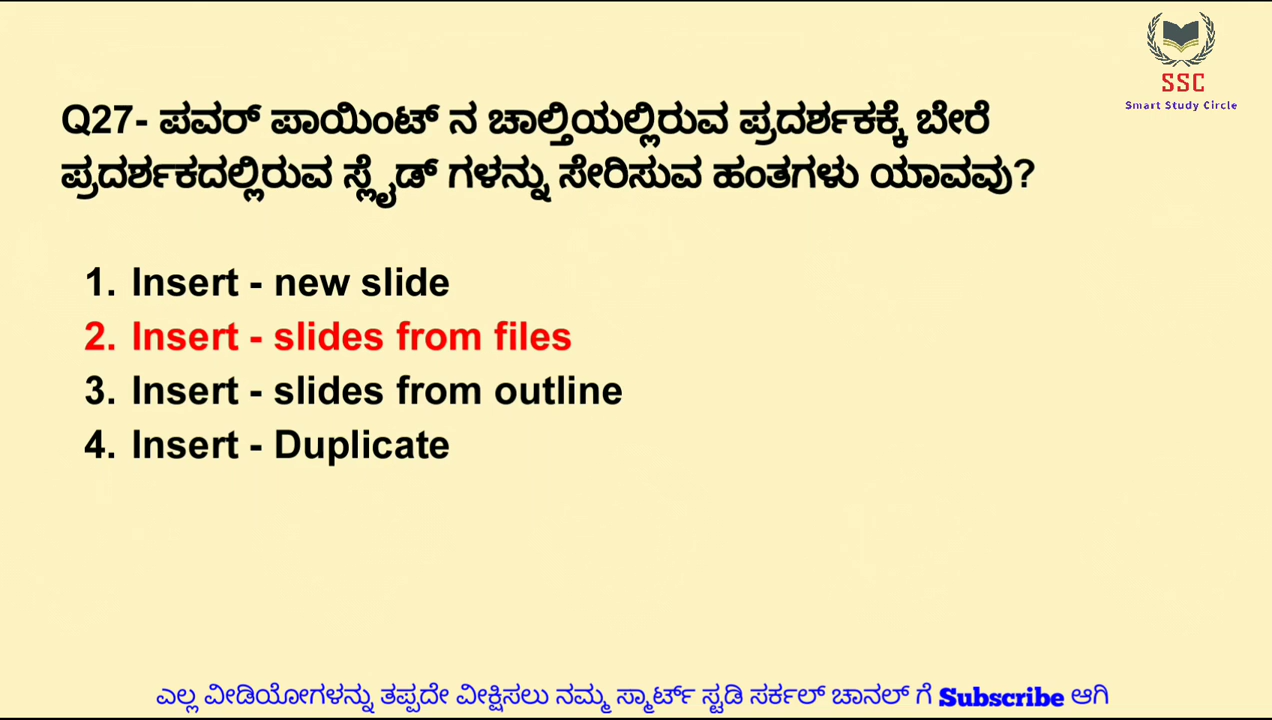 SSC
Smart Study Circle
Q27- ಪವರ್ ಪಾಯಿಂಟ್ ನ ಚಾಲ್ತಿಯಲ್ಲಿರುವ ಪ್ರದರ್ಶಕಕ್ಕೆ ಬೇರೆ
ಪ್ರದರ್ಶಕದಲ್ಲಿರುವ ಸ್ಲೈಡ್ ಗಳನ್ನು ಸೇರಿಸುವ ಹಂತಗಳು ಯಾವವು?
1. Insert - new slide
2. Insert - slides from files
3. Insert - slides from outline
4. Insert - Duplicate
ಎಲ್ಲ ವೀಡಿಯೋಗಳನ್ನು ತಪ್ಪದೇ ವೀಕ್ಷಿಸಲು ನಮ್ಮ ಸ್ಮಾರ್ಟ್ ಸ್ಟಡಿ ಸರ್ಕಲ್ ಚಾನಲ್ ಗೆ Subscribe ಆಗಿ